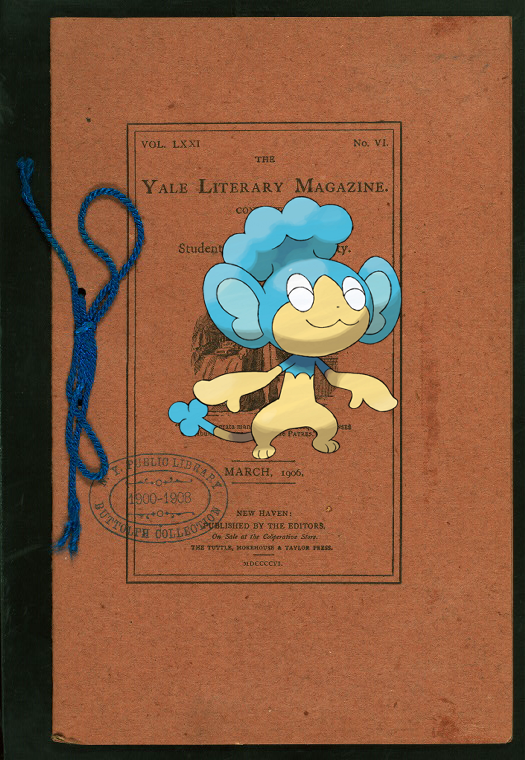 VOL. LXXI No. VI.
THE
YALE LITERARY MAGAZINE.
Student
MARCH, 1906.
NEW HAVEN:
PUBLISHED BY THE EDITORS.
On Sale at the Coöperative Store.
THE TUTTLE, MOREHOUSE & TAYLOR PRESS.
MDCCCCVI.
N. Y. PUBLIC LIBRARY
1900-1908
BUTTOLPH COLLECTION